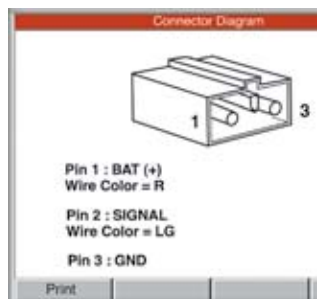 Connector Diagram
1
3
Pin 1 : BAT (+)
Wire Color = R
Pin 2 : SIGNAL
Wire Color = LG
Pin 3 : GND
Print